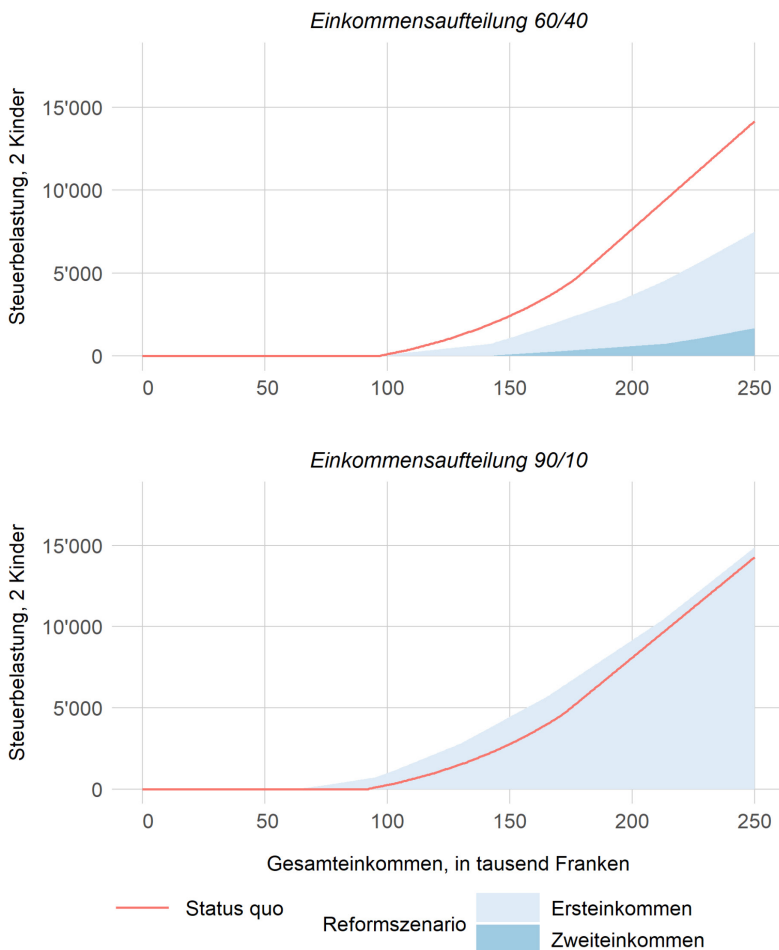 Einkommensaufteilung 60/40
Steuerbelastung, 2 Kinder
15'000
10'000
5'000
0
0 50 100 150 200 250
Einkommensaufteilung 90/10
Steuerbelastung, 2 Kinder
15'000
10'000
5'000
0
0 50 100 150 200 250
Gesamteinkommen, in tausend Franken
Status quo
Reformszenario
Ersteinkommen
Zweiteinkommen